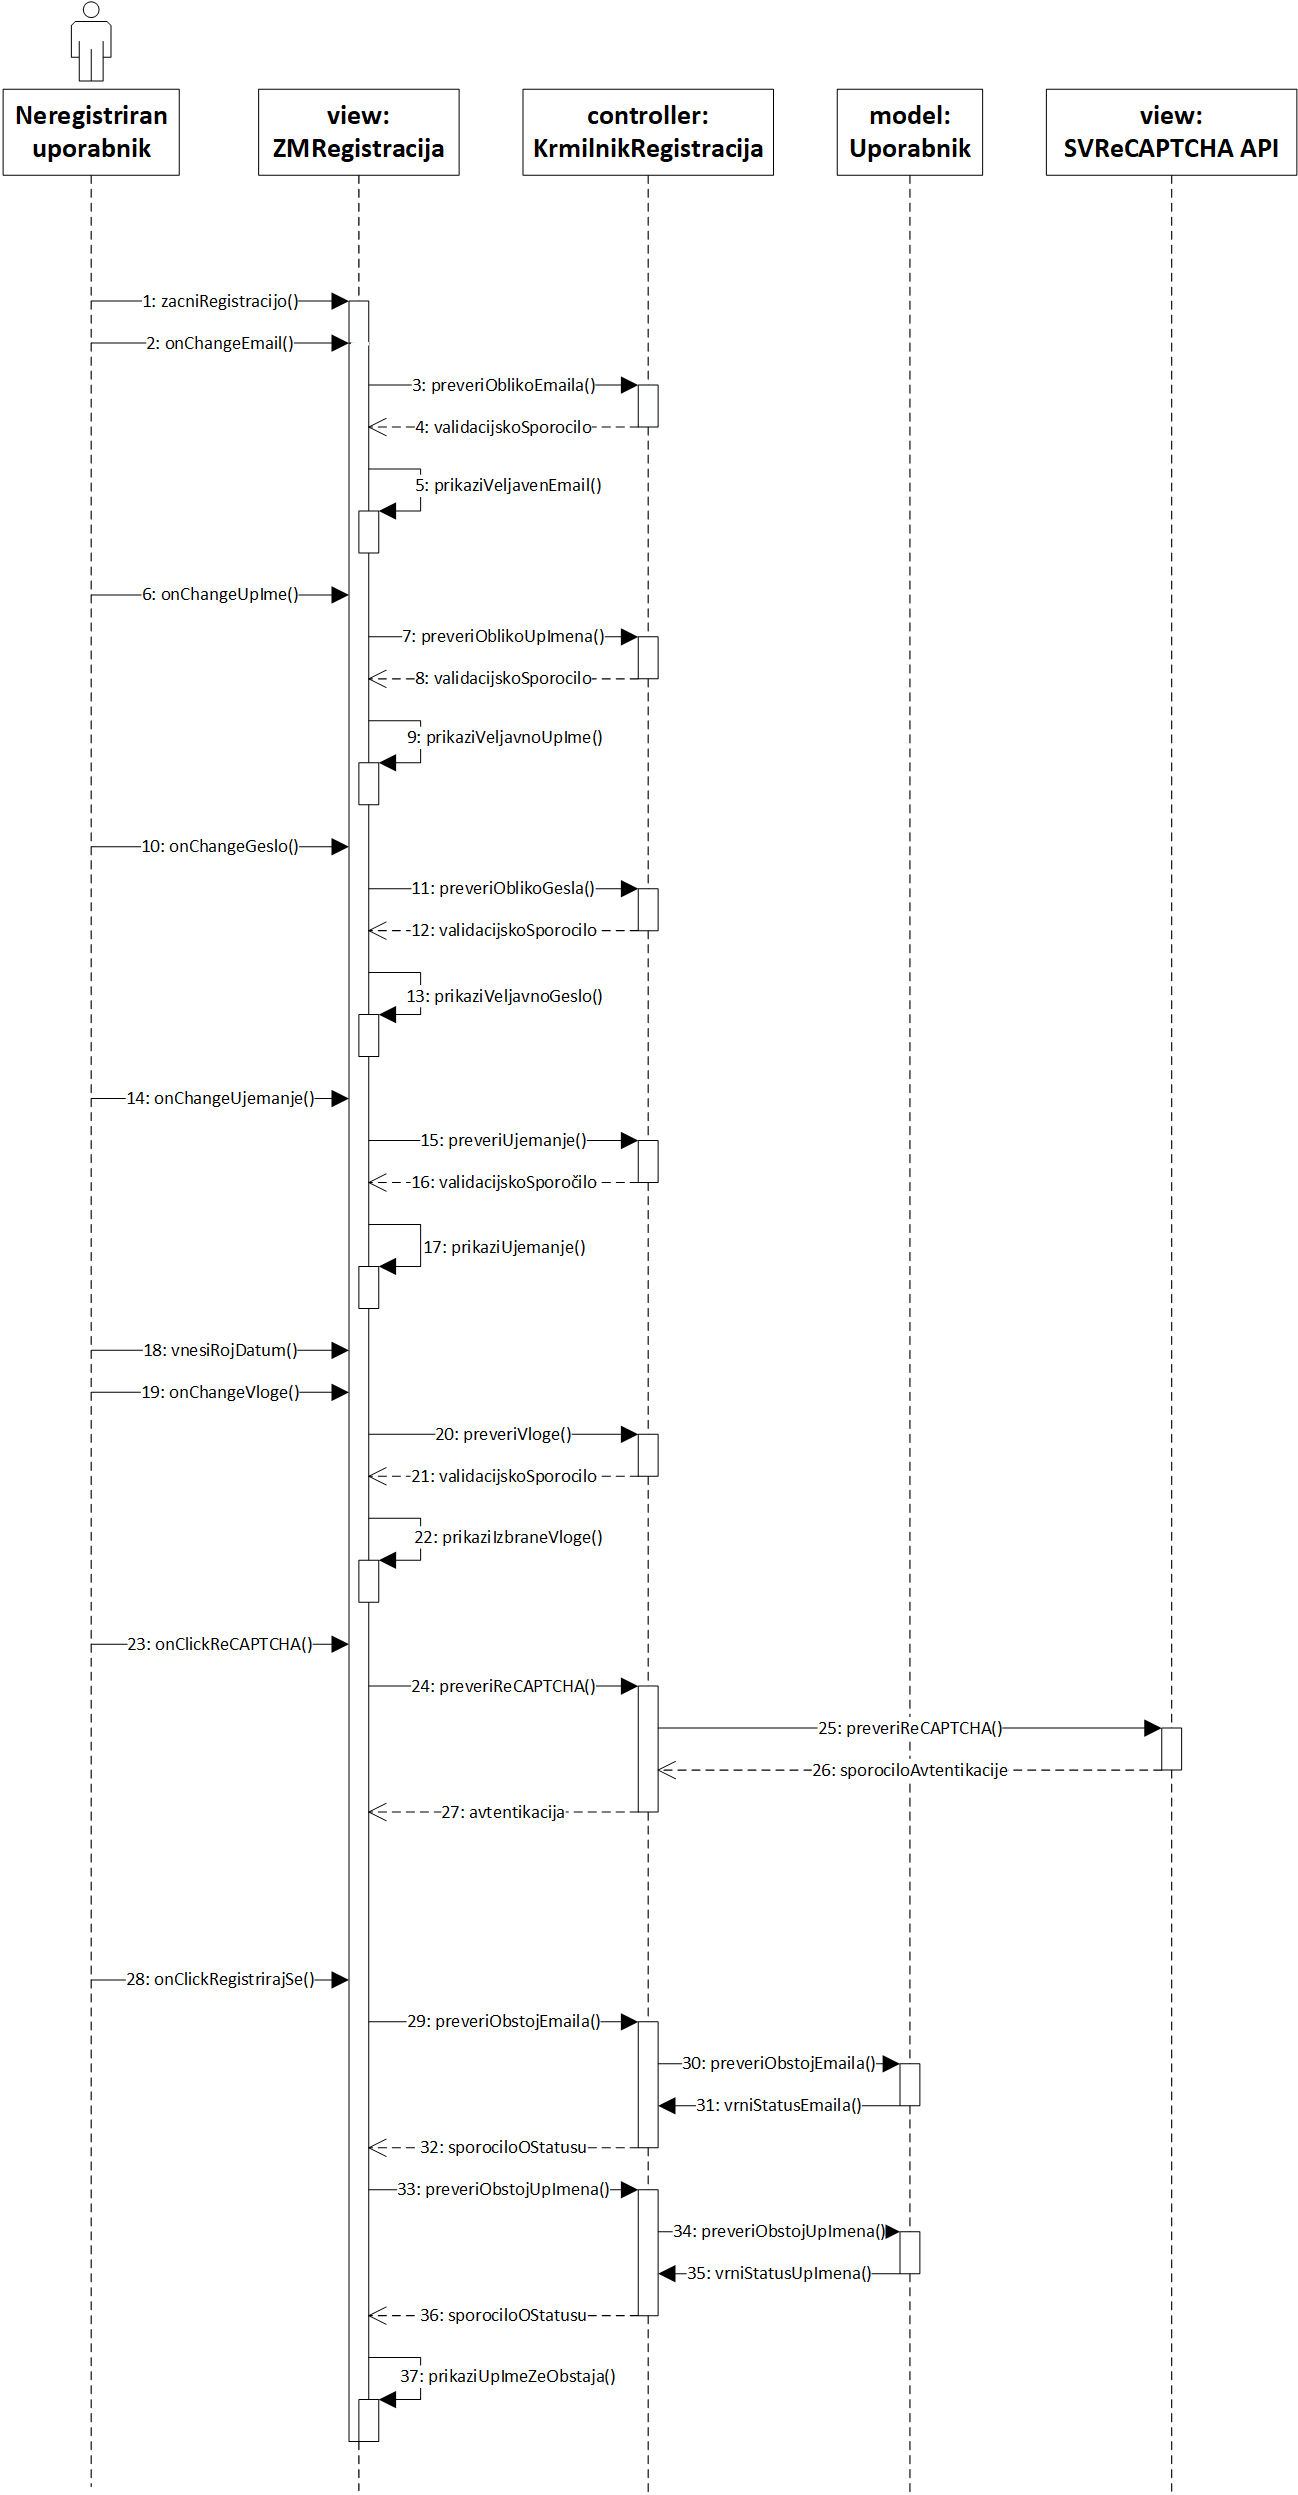 Neregistriran
uporabnik
view:
ZMRegistracija
controller:
KrmilnikRegistracija
model:
Uporabnik
view:
SVReCAPTCHA API
1: zacniRegistracijo()
2: onChangeEmail()
3: preveriOblikoEmaila()
4: validacijskoSporocilo
5: prikaziVeljavenEmail()
6: onChangeUpIme()
7: preveriOblikoUpImena()
8: validacijskoSporocilo
9: prikaziVeljavnoUpIme()
10: onChangeGeslo()
11: preveriOblikoGesla()
12: validacijskoSporocilo
13: prikaziVeljavnoGeslo()
14: onChangeUjemanje()
15: preveriUjemanje()
16: validacijskoSporočilo
17: prikaziUjemanje()
18: vnesiRojDatum()
19: onChangeVloge()
20: preveriVloge()
21: validacijskoSporocilo
22: prikaziIzbraneVloge()
23: onClickReCAPTCHA()
24: preveriReCAPTCHA()
25: preveriReCAPTCHA()
26: sporociloAvtentikacije
27: avtentikacija
28: onClickRegistrirajSe()
29: preveriObstojEmaila()
30: preveriObstojEmaila()
31: vrniStatusEmaila()
32: sporociloOStatusu
33: preveriObstojUpImena()
34: preveriObstojUpImena()
35: vrniStatusUpImena()
36: sporociloOStatusu
37: prikaziUpImeZeObstaja()